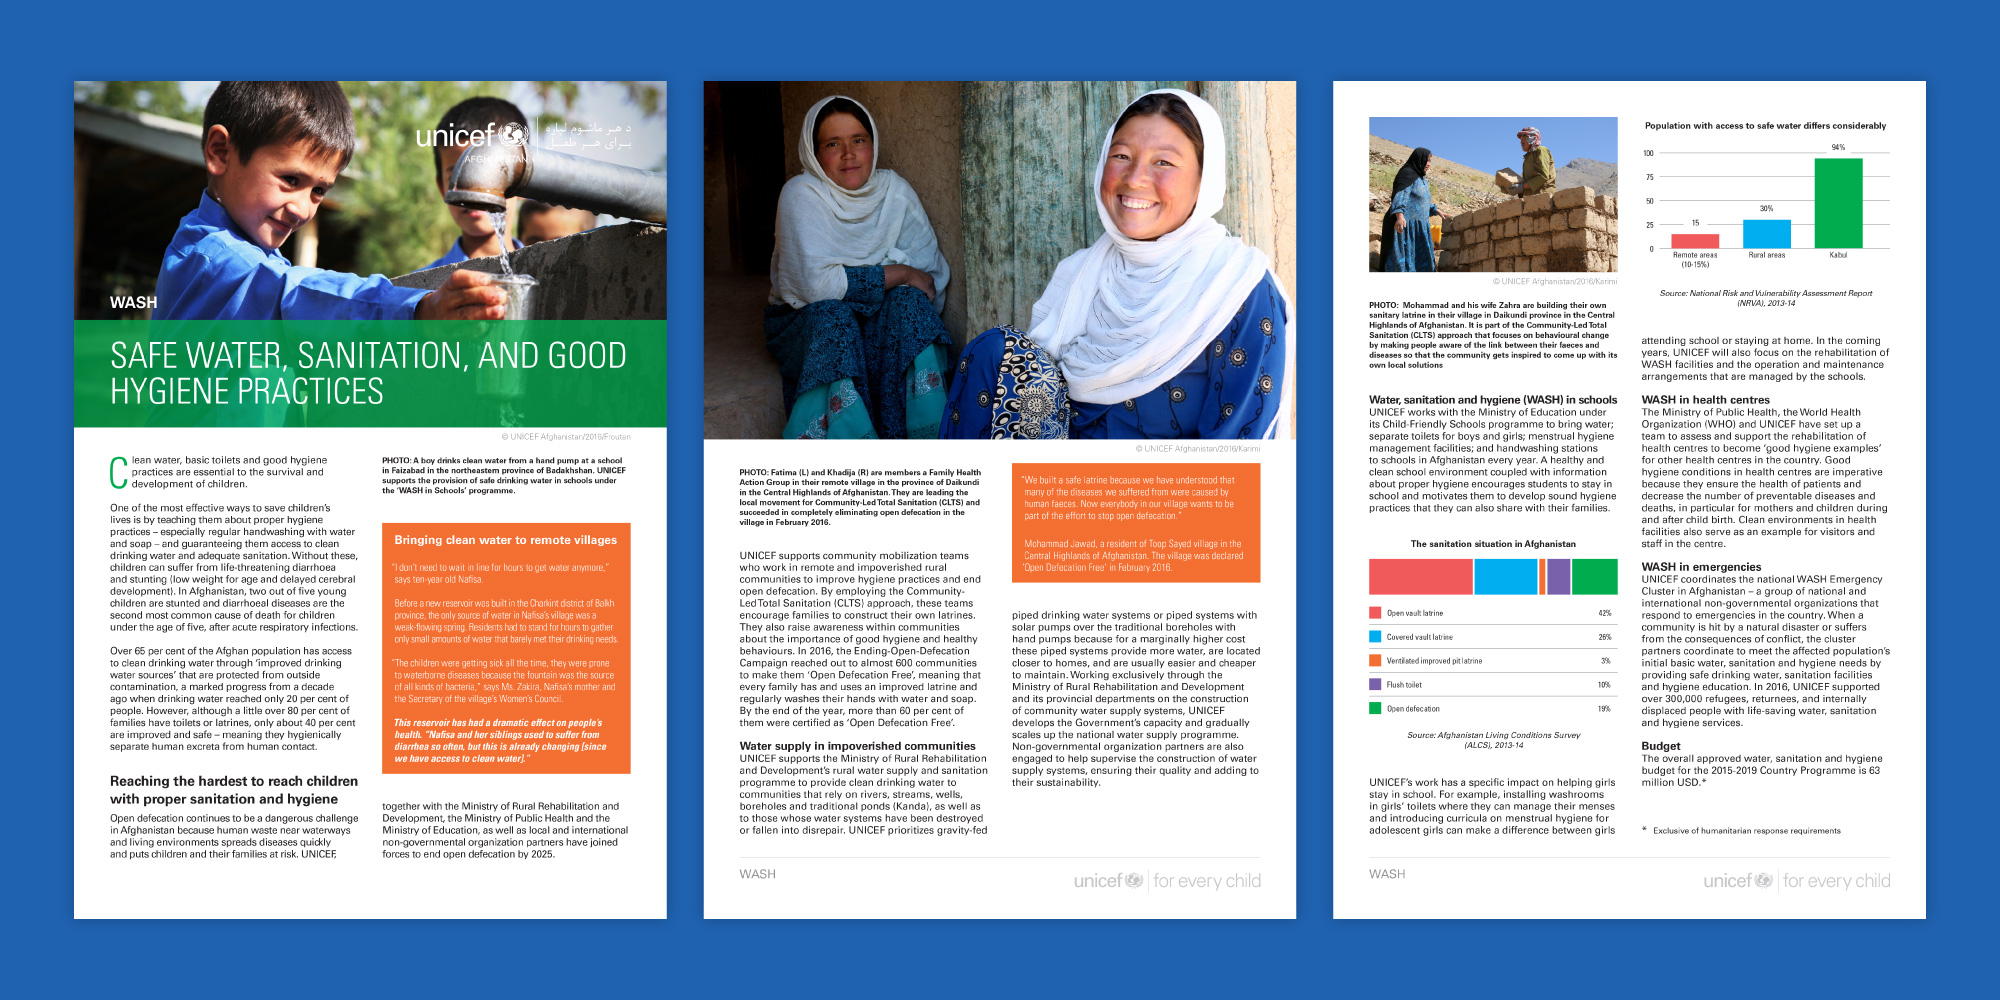 unicef
AFGHANISTAN
د هـر ماشـوم لپاره
بـرای هـر طفـل
WASH
SAFE WATER, SANITATION, AND GOOD
HYGIENE PRACTICES
© UNICEF Afghanistan/2016/Froutan
Clean water, basic toilets and good hygiene
practices are essential to the survival and
development of children.
One of the most effective ways to save children's
lives is by teaching them about proper hygiene
practices – especially regular handwashing with water
and soap – and guaranteeing them access to clean
drinking water and adequate sanitation. Without these,
children can suffer from life-threatening diarrhoea
and stunting (low weight for age and delayed cerebral
development). In Afghanistan, two out of five young
children are stunted and diarrhoeal diseases are the
second most common cause of death for children
under the age of five, after acute respiratory infections.
Over 65 per cent of the Afghan population has access
to clean drinking water through 'improved drinking
water sources' that are protected from outside
contamination, a marked progress from a decade
ago when drinking water reached only 20 per cent of
people. However, although a little over 80 per cent of
families have toilets or latrines, only about 40 per cent
are improved and safe – meaning they hygienically
separate human excreta from human contact.
Reaching the hardest to reach children
with proper sanitation and hygiene
Open defecation continues to be a dangerous challenge
in Afghanistan because human waste near waterways
and living environments spreads diseases quickly
and puts children and their families at risk. UNICEF,
PHOTO: A boy drinks clean water from a hand pump at a school
in Faizabad in the northeastern province of Badakhshan. UNICEF
supports the provision of safe drinking water in schools under
the 'WASH in Schools' programme.
Bringing clean water to remote villages
"I don't need to wait in line for hours to get water anymore,"
says ten-year old Nafisa.
Before a new reservoir was built in the Charkint district of Balkh
province, the only source of water in Nafisa's village was a
weak-flowing spring. Residents had to stand for hours to gather
only small amounts of water that barely met their drinking needs.
"The children were getting sick all the time, they were prone
to waterborne diseases because the fountain was the source
of all kinds of bacteria," says Ms. Zakira, Nafisa's mother and
the Secretary of the village's Women's Council.
This reservoir has had a dramatic effect on people's
health. "Nafisa and her siblings used to suffer from
diarrhea so often, but this is already changing [since
we have access to clean water]."
together with the Ministry of Rural Rehabilitation and
Development, the Ministry of Public Health and the
Ministry of Education, as well as local and international
non-governmental organization partners have joined
forces to end open defecation by 2025.
© UNICEF Afghanistan/2016/Karimi
PHOTO: Fatima (L) and Khadija (R) are members a Family Health
Action Group in their remote village in the province of Daikundi
in the Central Highlands of Afghanistan. They are leading the
local movement for Community-Led Total Sanitation (CLTS) and
succeeded in completely eliminating open defecation in the
village in February 2016.
UNICEF supports community mobilization teams
who work in remote and impoverished rural
communities to improve hygiene practices and end
open defecation. By employing the Community-
Led Total Sanitation (CLTS) approach, these teams
encourage families to construct their own latrines.
They also raise awareness within communities
about the importance of good hygiene and healthy
behaviours. In 2016, the Ending-Open-Defecation
Campaign reached out to almost 600 communities
to make them 'Open Defecation Free', meaning that
every family has and uses an improved latrine and
regularly washes their hands with water and soap.
By the end of the year, more than 60 per cent of
them were certified as 'Open Defecation Free'.
Water supply in impoverished communities
UNICEF supports the Ministry of Rural Rehabilitation
and Development's rural water supply and sanitation
programme to provide clean drinking water to
communities that rely on rivers, streams, wells,
boreholes and traditional ponds (Kanda), as well as
to those whose water systems have been destroyed
or fallen into disrepair. UNICEF prioritizes gravity-fed
"We built a safe latrine because we have understood that
many of the diseases we suffered from were caused by
human faeces. Now everybody in our village wants to be
part of the effort to stop open defecation."
Mohammad Jawad, a resident of Toop Sayed village in the
Central Highlands of Afghanistan. The village was declared
'Open Defecation Free' in February 2016.
piped drinking water systems or piped systems with
solar pumps over the traditional boreholes with
hand pumps because for a marginally higher cost
these piped systems provide more water, are located
closer to homes, and are usually easier and cheaper
to maintain. Working exclusively through the
Ministry of Rural Rehabilitation and Development
and its provincial departments on the construction
of community water supply systems, UNICEF
develops the Government's capacity and gradually
scales up the national water supply programme.
Non-governmental organization partners are also
engaged to help supervise the construction of water
supply systems, ensuring their quality and adding to
their sustainability.
WASH
unicef for every child
© UNICEF Afghanistan/2016/Karimi
PHOTO: Mohammad and his wife Zahra are building their own
sanitary latrine in their village in Daikundi province in the Central
Highlands of Afghanistan. It is part of the Community-Led Total
Sanitation (CLTS) approach that focuses on behavioural change
by making people aware of the link between their faeces and
diseases so that the community gets inspired to come up with its
own local solutions
Water, sanitation and hygiene (WASH) in schools
UNICEF works with the Ministry of Education under
its Child-Friendly Schools programme to bring water;
separate toilets for boys and girls; menstrual hygiene
management facilities; and handwashing stations
to schools in Afghanistan every year. A healthy and
clean school environment coupled with information
about proper hygiene encourages students to stay in
school and motivates them to develop sound hygiene
practices that they can also share with their families.
The sanitation situation in Afghanistan
Open vault latrine 42%
Covered vault latrine 26%
Ventilated improved pit latrine 3%
Flush toilet 10%
Open defecation 19%
Source: Afghanistan Living Conditions Survey
(ALCS), 2013-14
UNICEF's work has a specific impact on helping girls
stay in school. For example, installing washrooms
in girls' toilets where they can manage their menses
and introducing curricula on menstrual hygiene for
adolescent girls can make a difference between girls
Population with access to safe water differs considerably
100
75
50
25
0
15
30%
94%
Remote areas
(10-15%)
Rural areas
Kabul
Source: National Risk and Vulnerability Assessment Report
(NRVA), 2013-14
attending school or staying at home. In the coming
years, UNICEF will also focus on the rehabilitation of
WASH facilities and the operation and maintenance
arrangements that are managed by the schools.
WASH in health centres
The Ministry of Public Health, the World Health
Organization (WHO) and UNICEF have set up a
team to assess and support the rehabilitation of
health centres to become 'good hygiene examples'
for other health centres in the country. Good
hygiene conditions in health centres are imperative
because they ensure the health of patients and
decrease the number of preventable diseases and
deaths, in particular for mothers and children during
and after child birth. Clean environments in health
facilities also serve as an example for visitors and
staff in the centre.
WASH in emergencies
UNICEF coordinates the national WASH Emergency
Cluster in Afghanistan – a group of national and
international non-governmental organizations that
respond to emergencies in the country. When a
community is hit by a natural disaster or suffers
from the consequences of conflict, the cluster
partners coordinate to meet the affected population's
initial basic water, sanitation and hygiene needs by
providing safe drinking water, sanitation facilities
and hygiene education. In 2016, UNICEF supported
over 300,000 refugees, returnees, and internally
displaced people with life-saving water, sanitation
and hygiene services.
Budget
The overall approved water, sanitation and hygiene
budget for the 2015-2019 Country Programme is 63
million USD.*
* Exclusive of humanitarian response requirements
WASH
unicef for every child